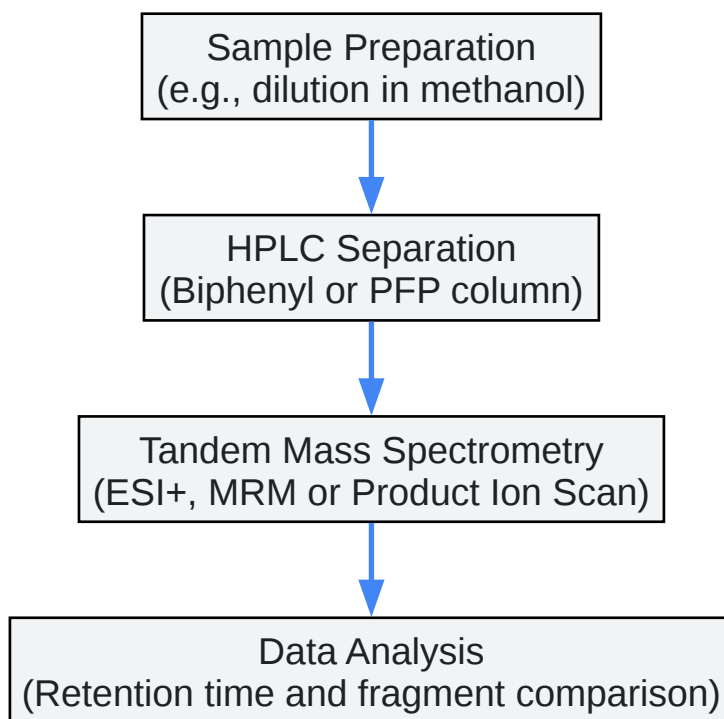 Sample Preparation
(e.g., dilution in methanol)
HPLC Separation
(Biphenyl or PFP column)
Tandem Mass Spectrometry
(ESI+, MRM or Product Ion Scan)
Data Analysis
(Retention time and fragment comparison)